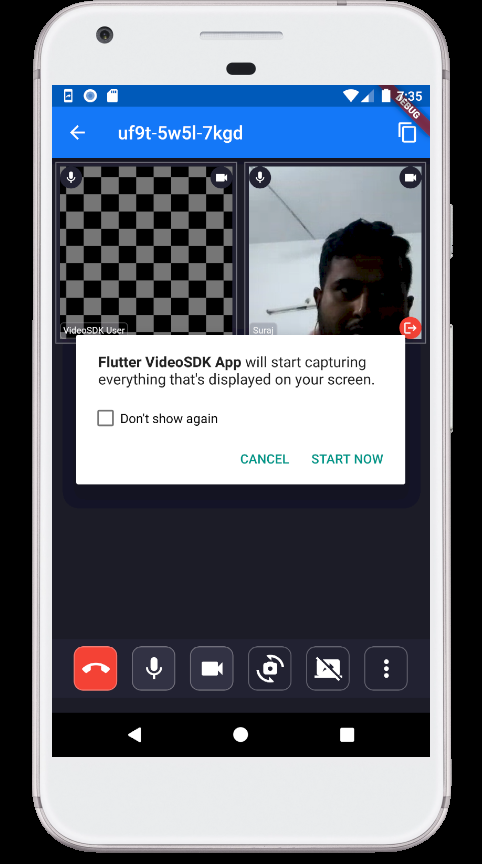 7:35
DEBUG
uf9t-5w5l-7kgd
VideoSDK User
Suraj
Flutter VideoSDK App will start capturing
everything that's displayed on your screen.
Don't show again
CANCEL START NOW